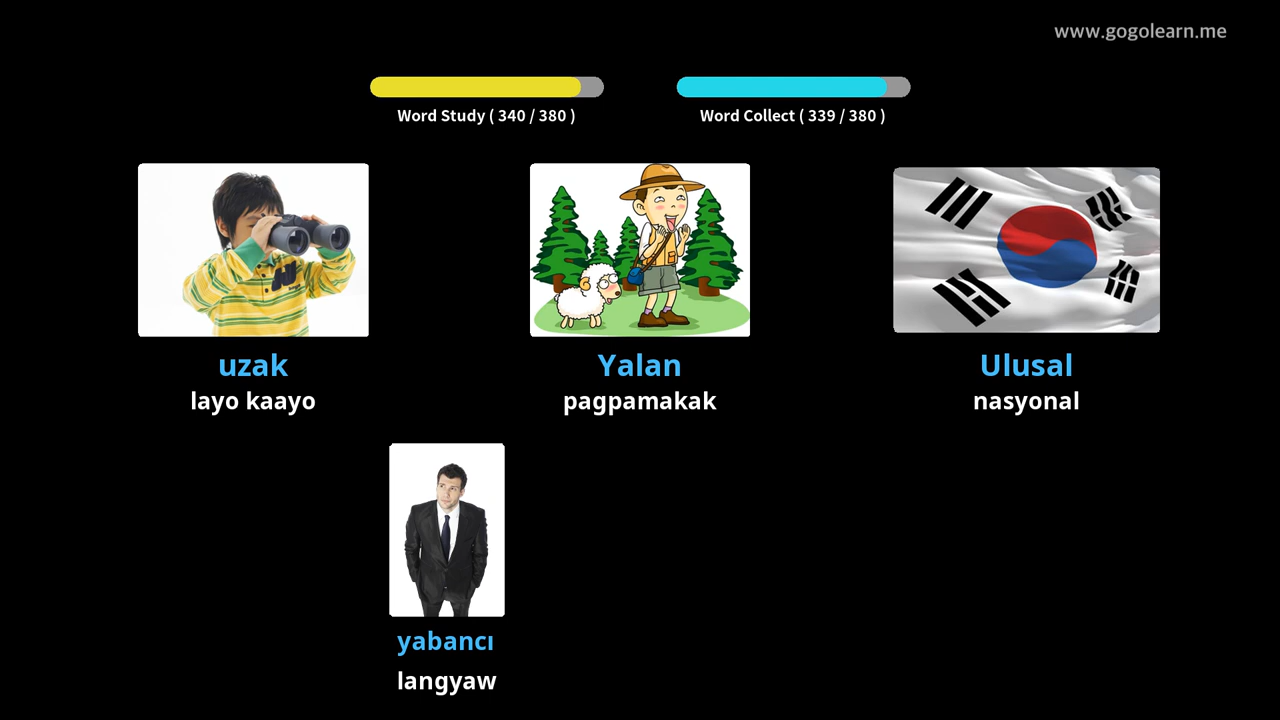 www.gogolearn.me
Word Study ( 340 / 380 )
Word Collect ( 339 / 380 )
uzak
layo kaayo
Yalan
pagpamakak
Ulusal
nasyonal
yabancı
langyaw